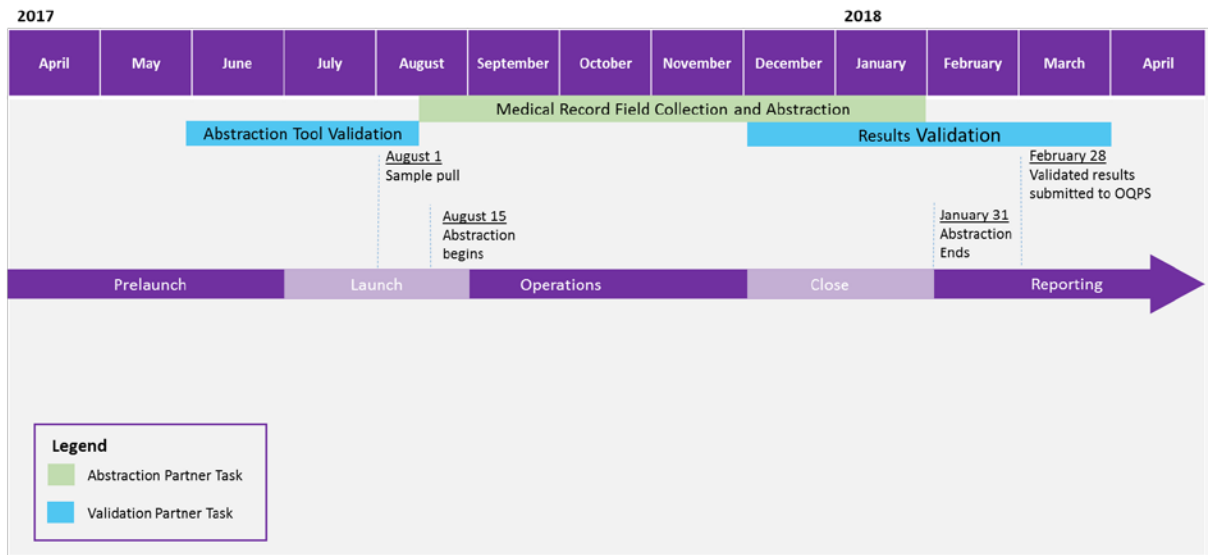 2017
2018
April
May
June
July
August
September
October
November
December
January
February
March
April
Medical Record Field Collection and Abstraction
Abstraction Tool Validation
Results Validation
August 1
Sample pull
August 15
Abstraction
begins
February 28
Validated results
submitted to OQPS
January 31
Abstraction
Ends
Prelaunch
Launch
Operations
Close
Reporting
Legend
Abstraction Partner Task
Validation Partner Task